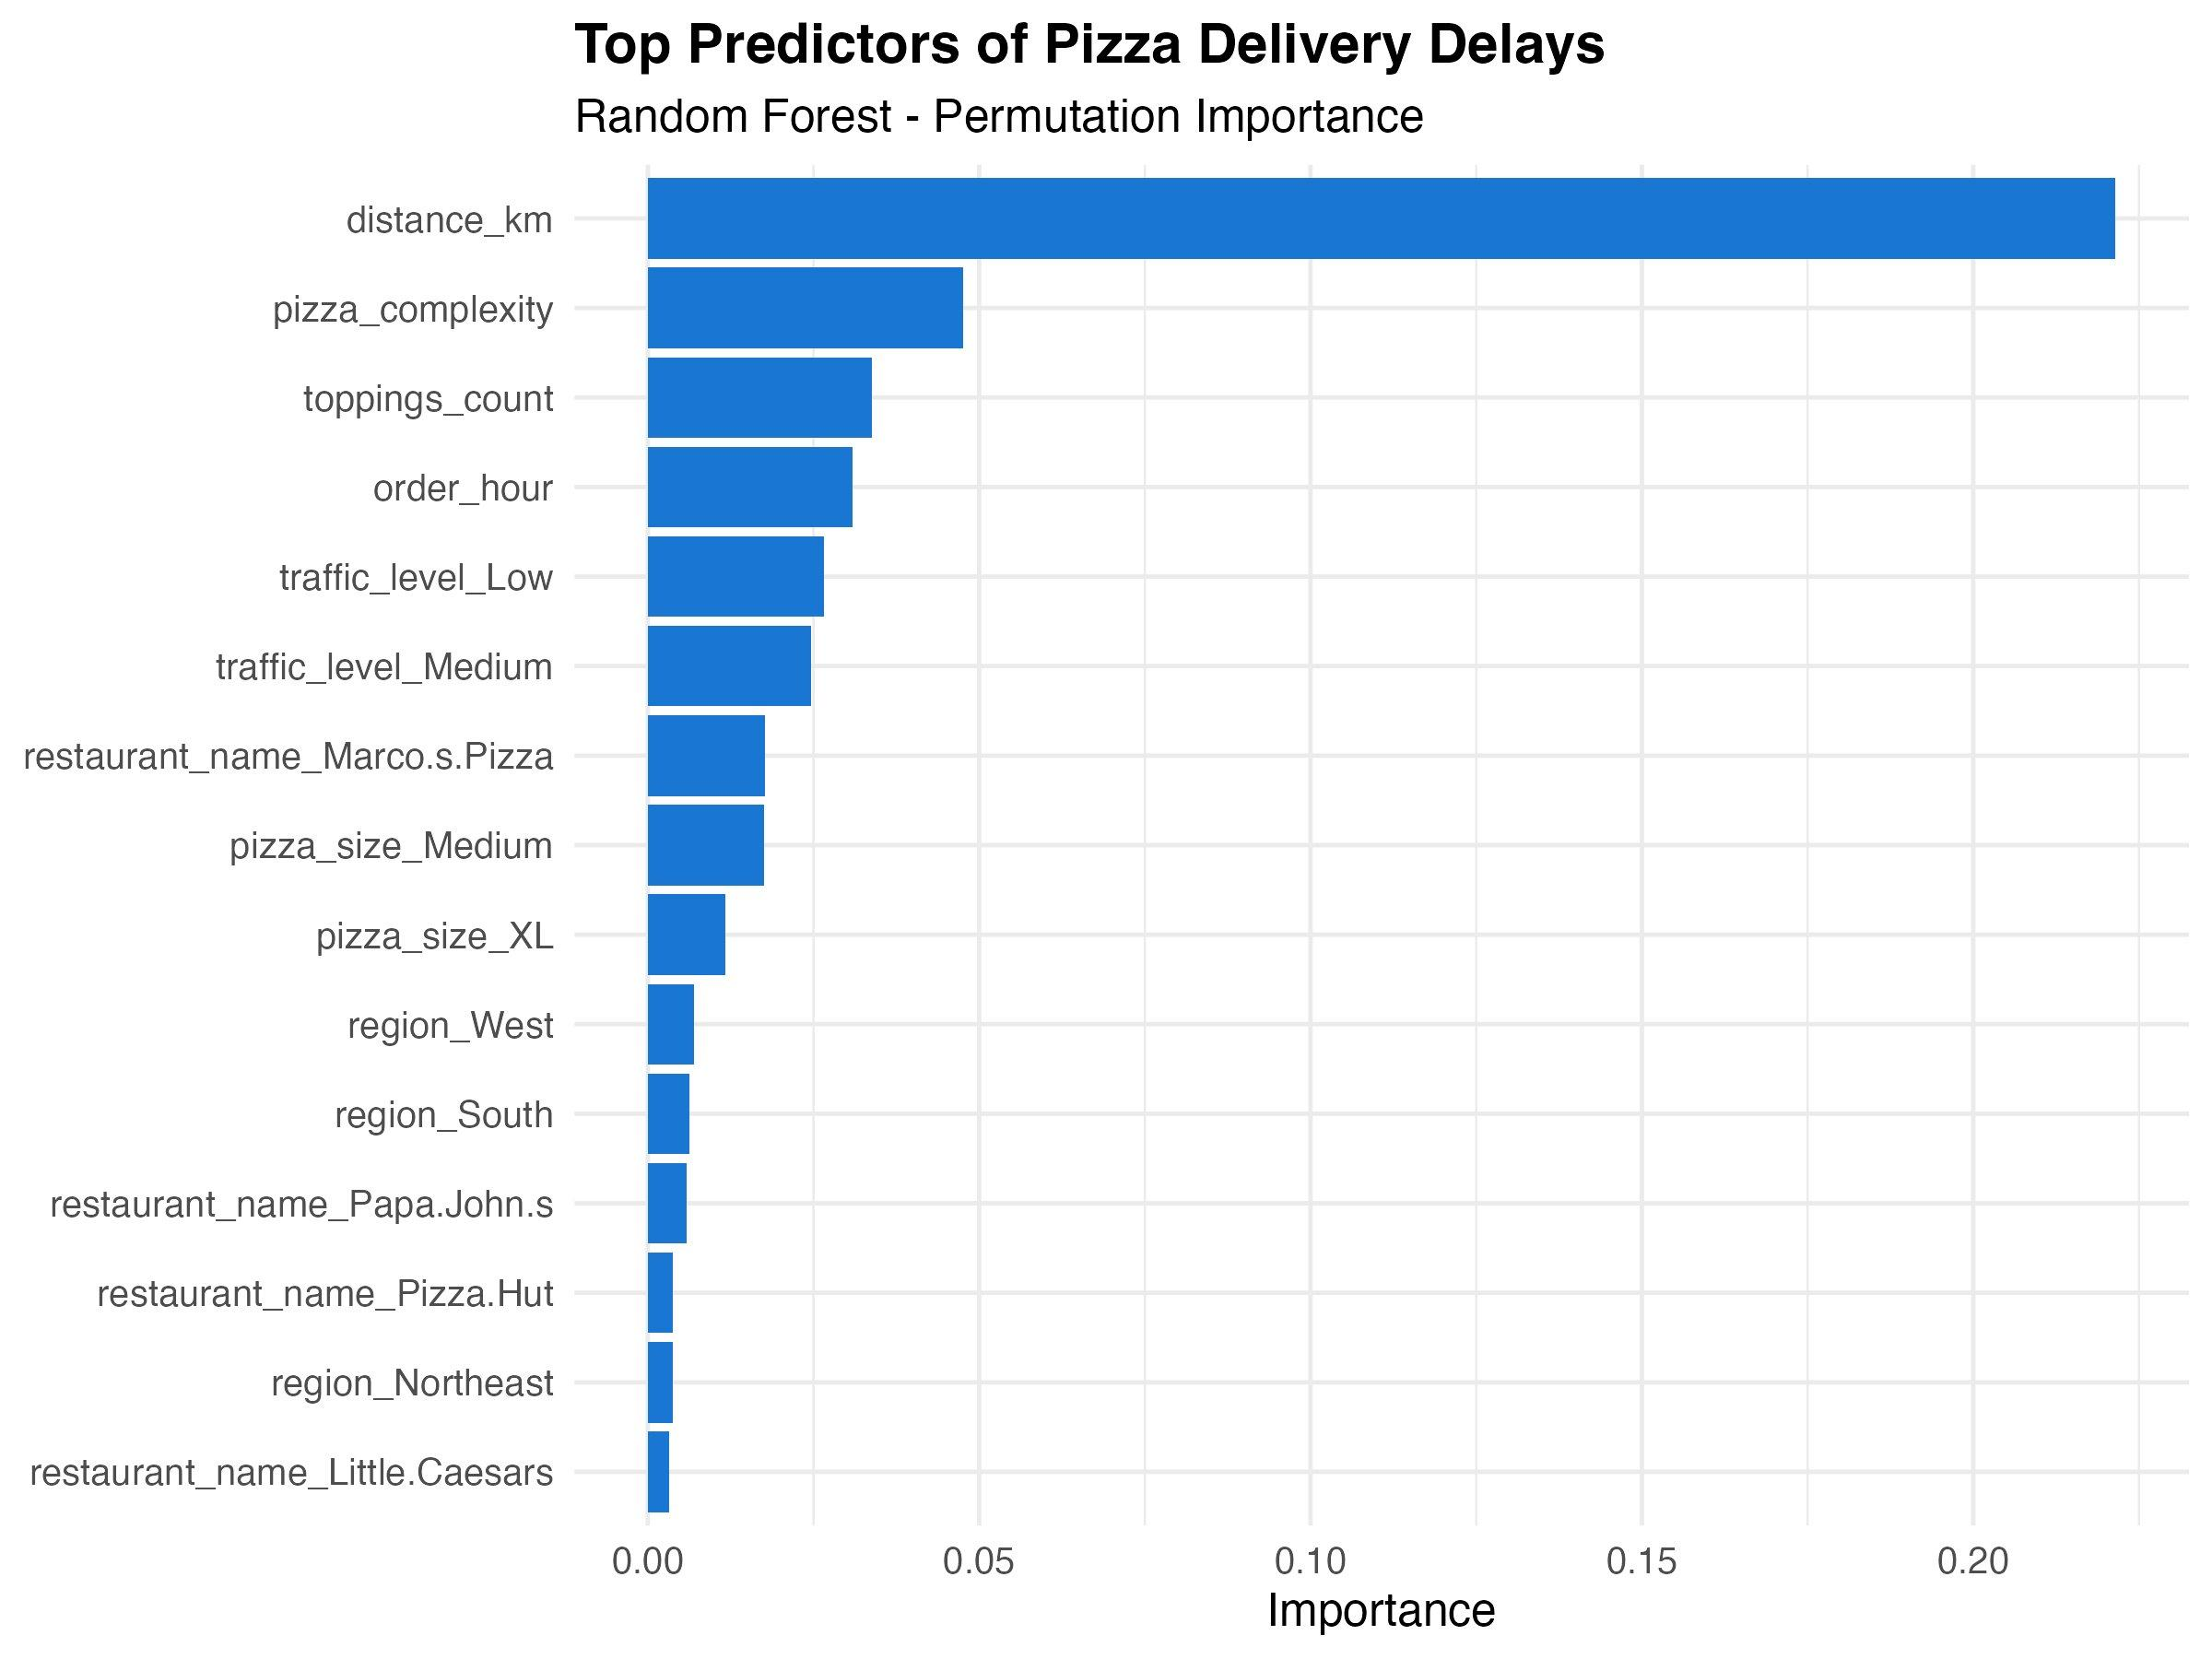 Top Predictors of Pizza Delivery Delays
Random Forest - Permutation Importance
distance_km
pizza_complexity
toppings_count
order_hour
traffic_level_Low
traffic_level_Medium
restaurant_name_Marco.s.Pizza
pizza_size_Medium
pizza_size_XL
region_West
region_South
restaurant_name_Papa.John.s
restaurant_name_Pizza.Hut
region_Northeast
restaurant_name_Little.Caesars
0.00 0.05 0.10 0.15 0.20
Importance